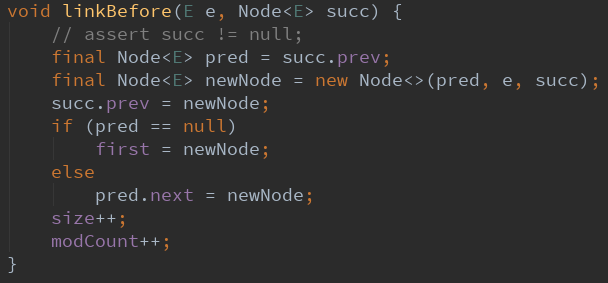 void linkBefore(E e, Node<E> succ) {
    // assert succ != null;
    final Node<E> pred = succ.prev;
    final Node<E> newNode = new Node<>(pred, e, succ);
    succ.prev = newNode;
    if (pred == null)
        first = newNode;
    else
        pred.next = newNode;
    size++;
    modCount++;
}